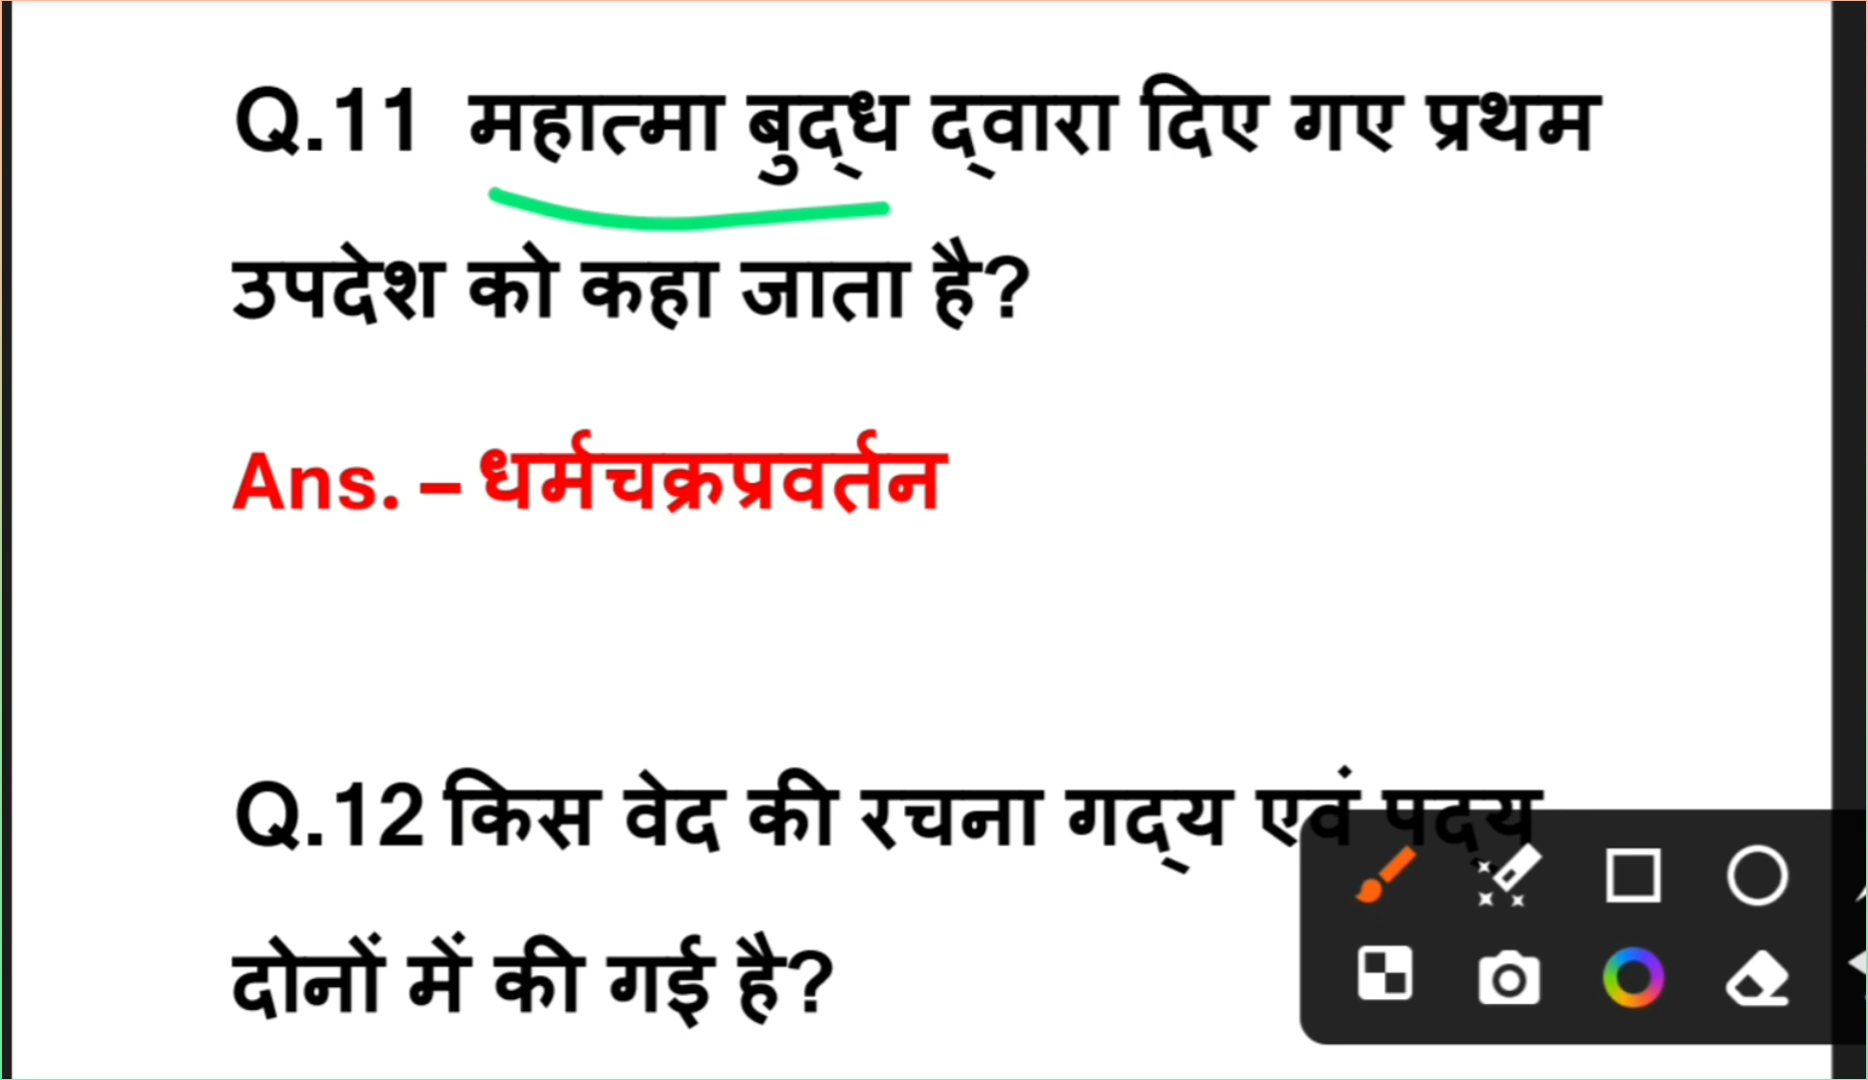 Q.11 महात्मा बुद्ध द्वारा दिए गए प्रथम
उपदेश को कहा जाता है?
Ans. – धर्मचक्रप्रवर्तन
Q.12 किस वेद की रचना गद्य एवं पद्य
दोनों में की गई है?